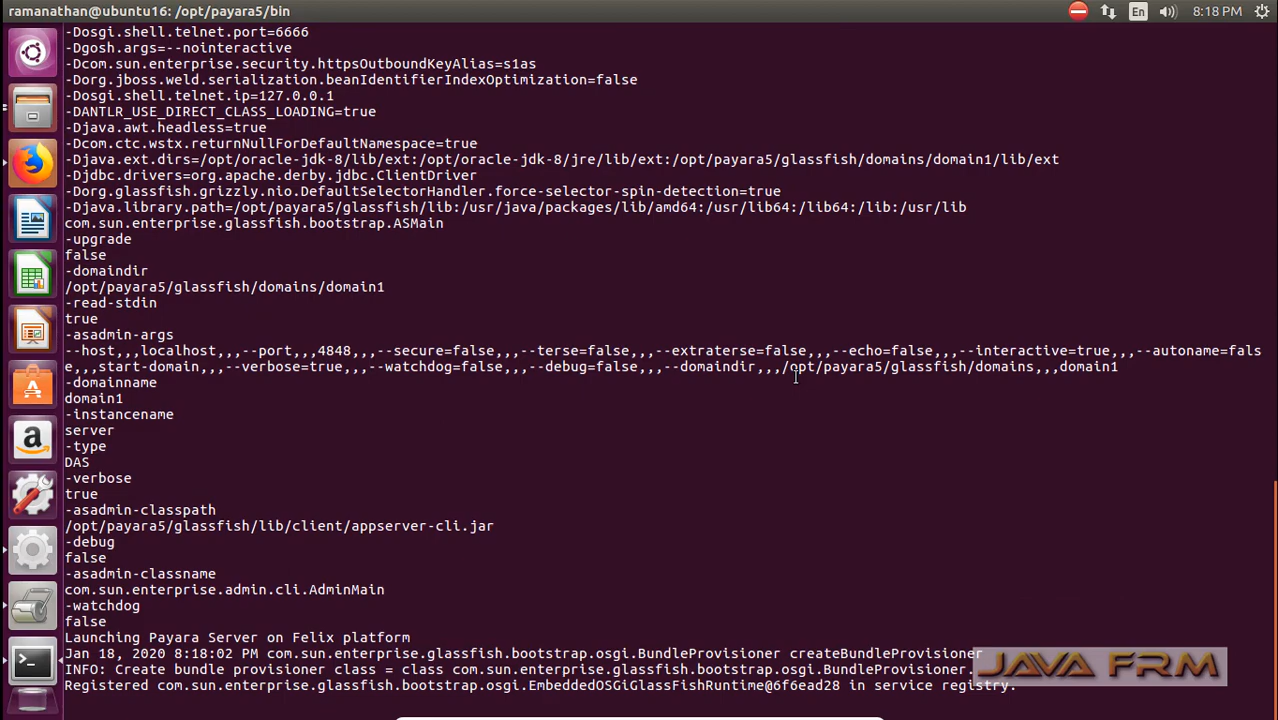 ramanathan@ubuntu16: /opt/payara5/bin
En
8:18 PM
-Dosgi.shell.telnet.port=6666
-Dgosh.args=--nointeractive
-Dcom.sun.enterprise.security.httpsOutboundKeyAlias=s1as
-Dorg.jboss.weld.serialization.beanIdentifierIndexOptimization=false
-Dosgi.shell.telnet.ip=127.0.0.1
-DANTLR_USE_DIRECT_CLASS_LOADING=true
-Djava.awt.headless=true
-Dcom.ctc.wstx.returnNullForDefaultNamespace=true
-Djava.ext.dirs=/opt/oracle-jdk-8/lib/ext:/opt/oracle-jdk-8/jre/lib/ext:/opt/payara5/glassfish/domains/domain1/lib/ext
-Djdbc.drivers=org.apache.derby.jdbc.ClientDriver
-Dorg.glassfish.grizzly.nio.DefaultSelectorHandler.force-selector-spin-detection=true
-Djava.library.path=/opt/payara5/glassfish/lib:/usr/java/packages/lib/amd64:/usr/lib64:/lib64:/lib:/usr/lib
com.sun.enterprise.glassfish.bootstrap.ASMain
-upgrade
false
-domaindir
/opt/payara5/glassfish/domains/domain1
-read-stdin
true
-asadmin-args
--host,,,localhost,,,--port,,,4848,,,--secure=false,,,--terse=false,,,--extraterse=false,,,--echo=false,,,--interactive=true,,,--autoname=fals
e,,,start-domain,,,--verbose=true,,,--watchdog=false,,,--debug=false,,,--domaindir,,,/opt/payara5/glassfish/domains,,,domain1
-domainname
domain1
-instancename
server
-type
DAS
-verbose
true
-asadmin-classpath
/opt/payara5/glassfish/lib/client/appserver-cli.jar
-debug
false
-asadmin-classname
com.sun.enterprise.admin.cli.AdminMain
-watchdog
false
Launching Payara Server on Felix platform
Jan 18, 2020 8:18:02 PM com.sun.enterprise.glassfish.bootstrap.osgi.BundleProvisioner createBundleProvisioner
INFO: Create bundle provisioner class = class com.sun.enterprise.glassfish.bootstrap.osgi.BundleProvisioner.
Registered com.sun.enterprise.glassfish.bootstrap.osgi.EmbeddedOSGiGlassFishRuntime@6f6ead28 in service registry.
JAVA FRM